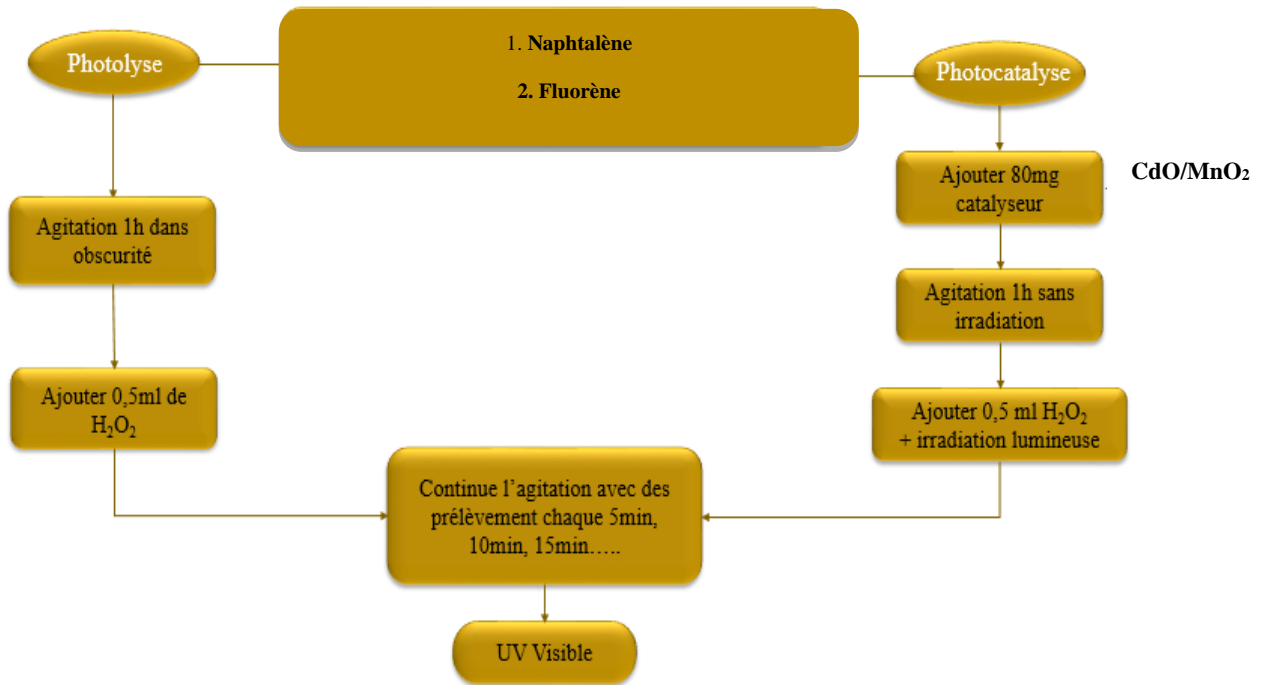 1. Naphtalène
2. Fluorène
Photolyse
Photocatalyse
Agitation 1h dans
obscurité
Ajouter 0,5ml de
H₂O₂
Ajouter 80mg
catalyseur
CdO/MnO₂
Agitation 1h sans
irradiation
Ajouter 0,5 ml H₂O₂
+ irradiation lumineuse
Continue l’agitation avec des
prélèvement chaque 5min,
10min, 15min.….
UV Visible